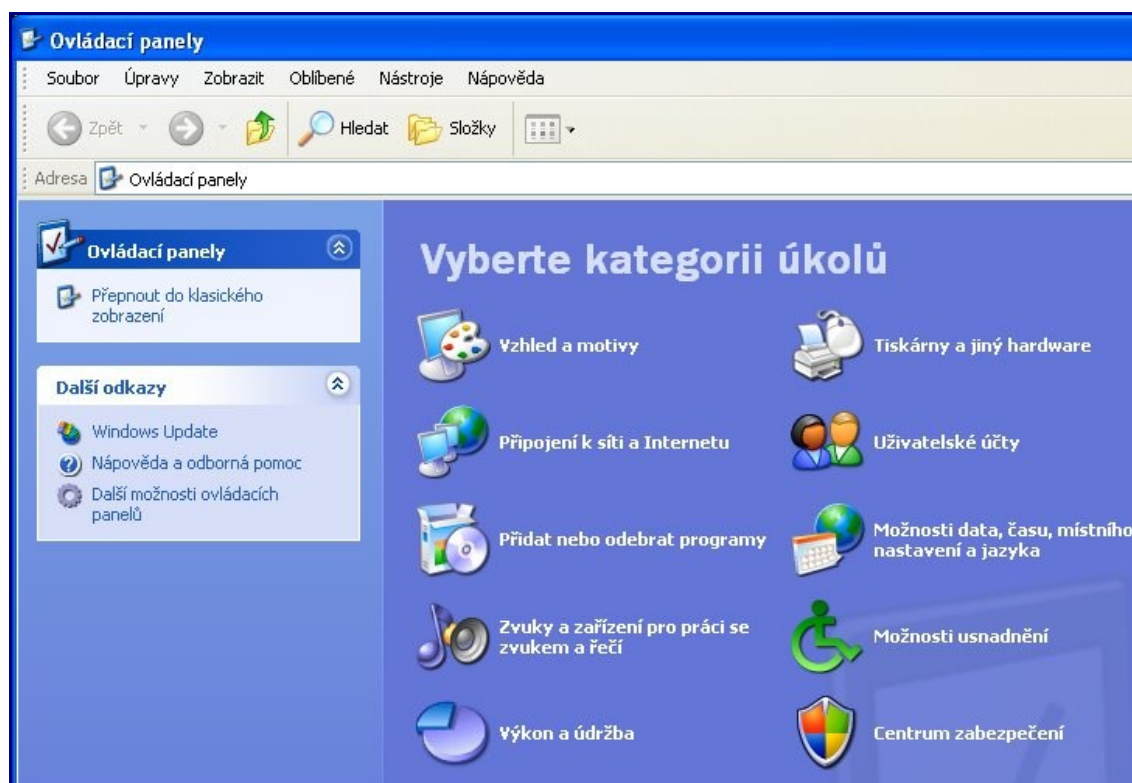 Ovládací panely
Soubor Úpravy Zobrazit Oblíbené Nástroje Nápověda
Zpět Hledat Složky
Adresa Ovládací panely
Ovládací panely
Přepnout do klasického
zobrazení
Další odkazy
Windows Update
Nápověda a odborná pomoc
Další možnosti ovládacích
panelů
Vyberte kategorii úkolů
Vzhled a motivy
Tiskárny a jiný hardware
Připojení k síti a Internetu
Uživatelské účty
Přidat nebo odebrat programy
Možnosti data, času, místního
nastavení a jazyka
Zvuky a zařízení pro práci se
zvukem a řečí
Možnosti usnadnění
Výkon a údržba
Centrum zabezpečení